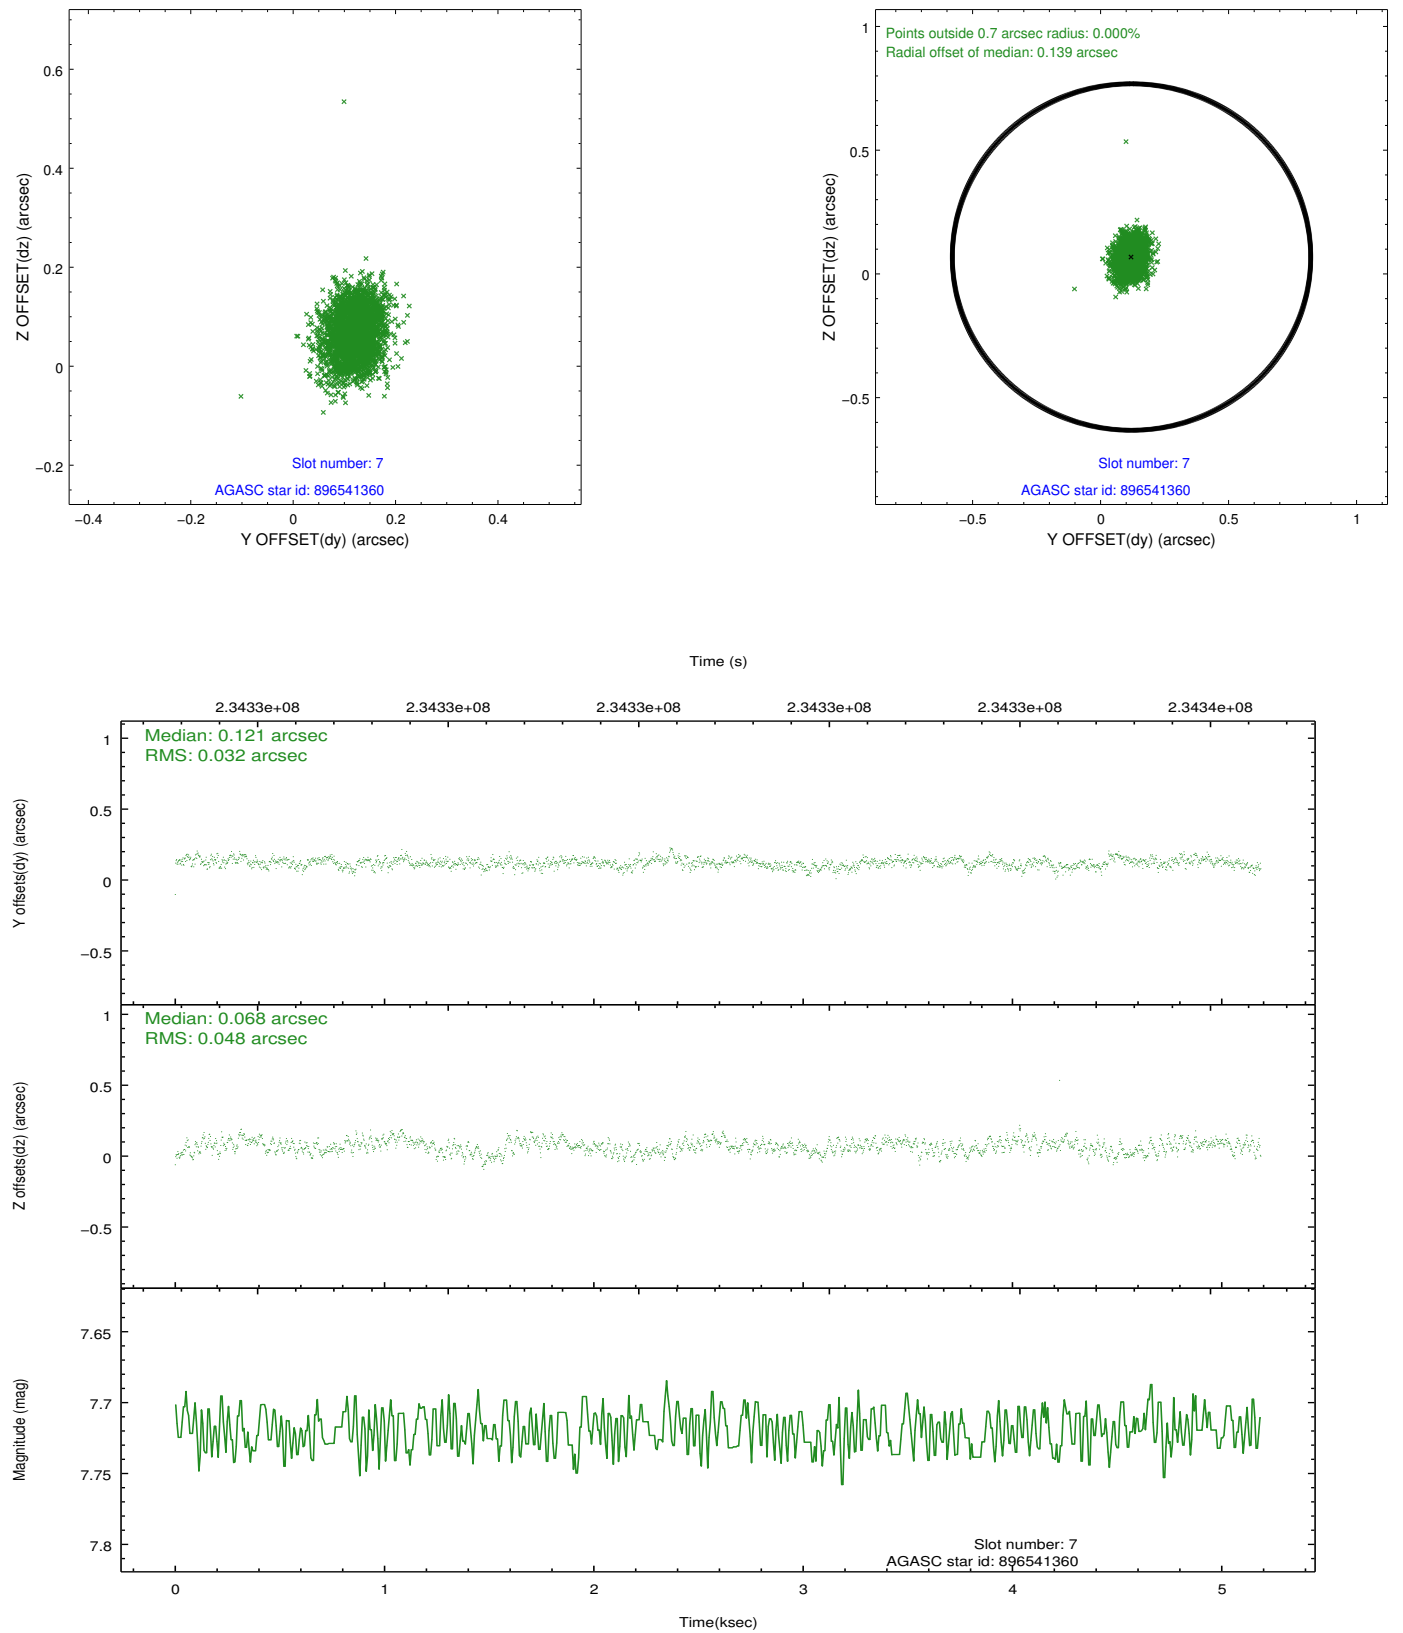 0.6
0.4
0.2
0
−0.2
−0.4
−0.2
0
0.2
0.4
Z OFFSET(dz) (arcsec)
Y OFFSET(dy) (arcsec)
Slot number: 7
AGASC star id: 896541360
Points outside 0.7 arcsec radius: 0.000%
Radial offset of median: 0.139 arcsec
1
0.5
0
−0.5
−0.5
0
0.5
1
Z OFFSET(dz) (arcsec)
Y OFFSET(dy) (arcsec)
Slot number: 7
AGASC star id: 896541360
Time (s)
2.3433e+08 2.3433e+08 2.3433e+08 2.3433e+08 2.3433e+08 2.3434e+08
Median: 0.121 arcsec
RMS: 0.032 arcsec
1
0.5
0
−0.5
Y offsets(dy) (arcsec)
Median: 0.068 arcsec
RMS: 0.048 arcsec
1
0.5
0
−0.5
Z offsets(dz) (arcsec)
7.65
7.7
7.75
7.8
Magnitude (mag)
Slot number: 7
AGASC star id: 896541360
0 1 2 3 4 5
Time(ksec)